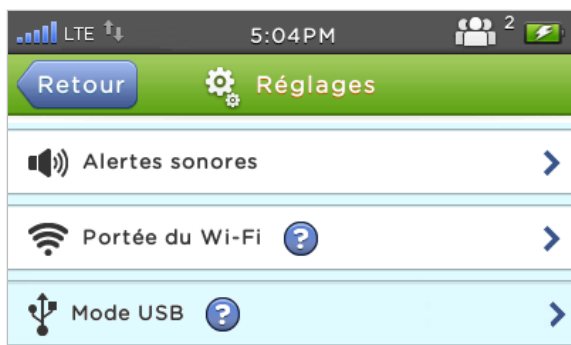 LTE 5:04PM 2
Retour Réglages
Alertes sonores
Portée du Wi-Fi ?
Mode USB ?